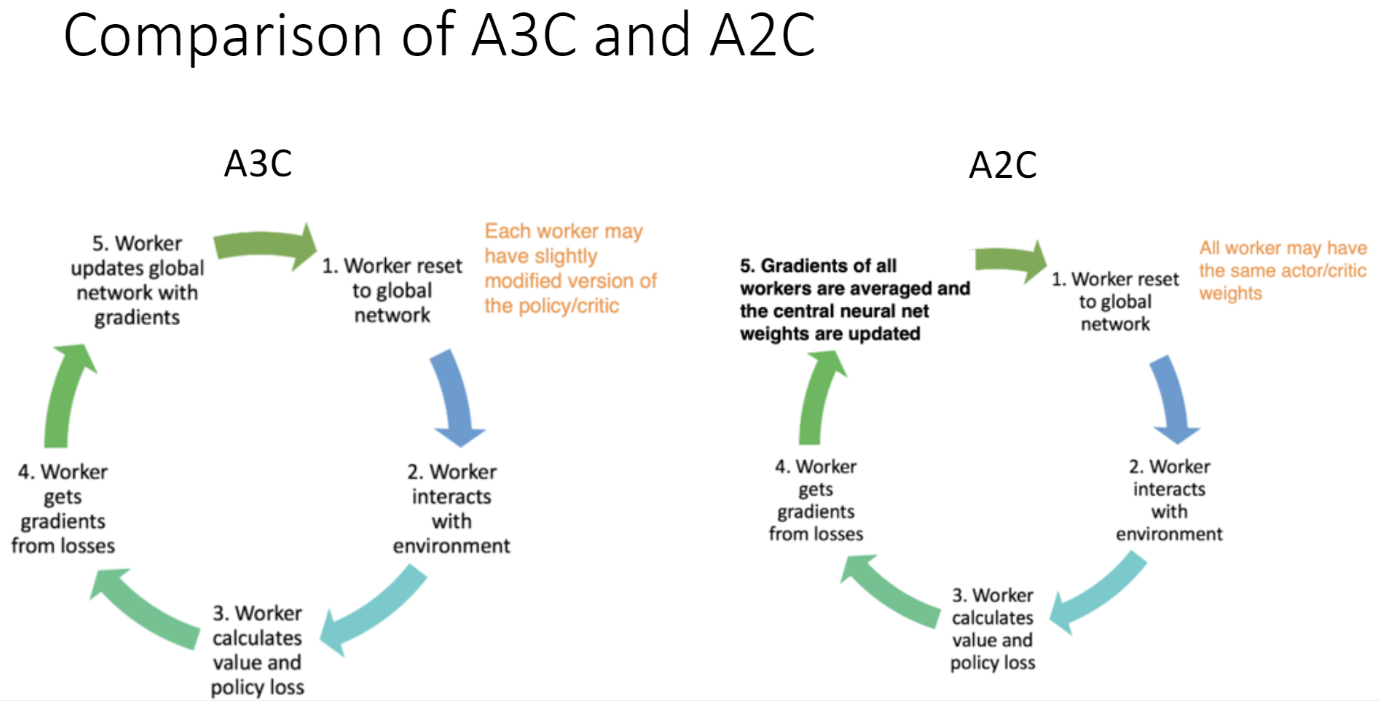 Comparison of A3C and A2C
A3C
5. Worker
updates global
network with
gradients
1. Worker reset
to global
network
Each worker may
have slightly
modified version of
the policy/critic
2. Worker
interacts
with
environment
3. Worker
calculates
value and
policy loss
4. Worker
gets
gradients
from losses
A2C
5. Gradients of all
workers are averaged and
the central neural net
weights are updated
1. Worker reset
to global
network
All worker may have
the same actor/critic
weights
2. Worker
interacts
with
environment
3. Worker
calculates
value and
policy loss
4. Worker
gets
gradients
from losses